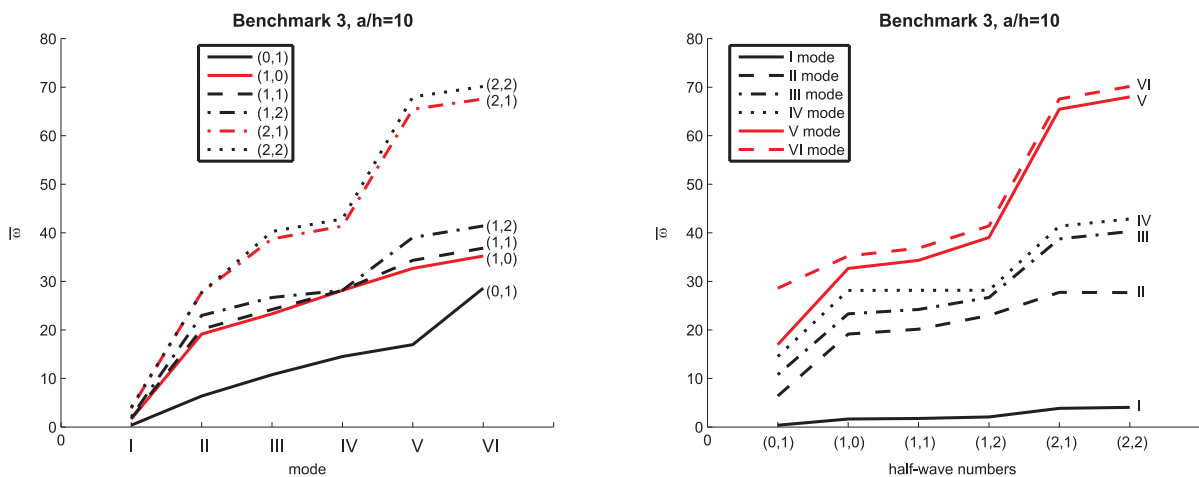 Benchmark 3, a/h=10
80
70
60
50
40
30
20
10
0
0
ω̅
I
II
III
IV
V
VI
mode
(0,1)
(1,0)
(1,1)
(1,2)
(2,1)
(2,2)
(2,2)
(2,1)
(1,2)
(1,1)
(1,0)
(0,1)
Benchmark 3, a/h=10
80
70
60
50
40
30
20
10
0
0
ω̅
(0,1)
(1,0)
(1,1)
(1,2)
(2,1)
(2,2)
half-wave numbers
I mode
II mode
III mode
IV mode
V mode
VI mode
VI
V
IV
III
II
I